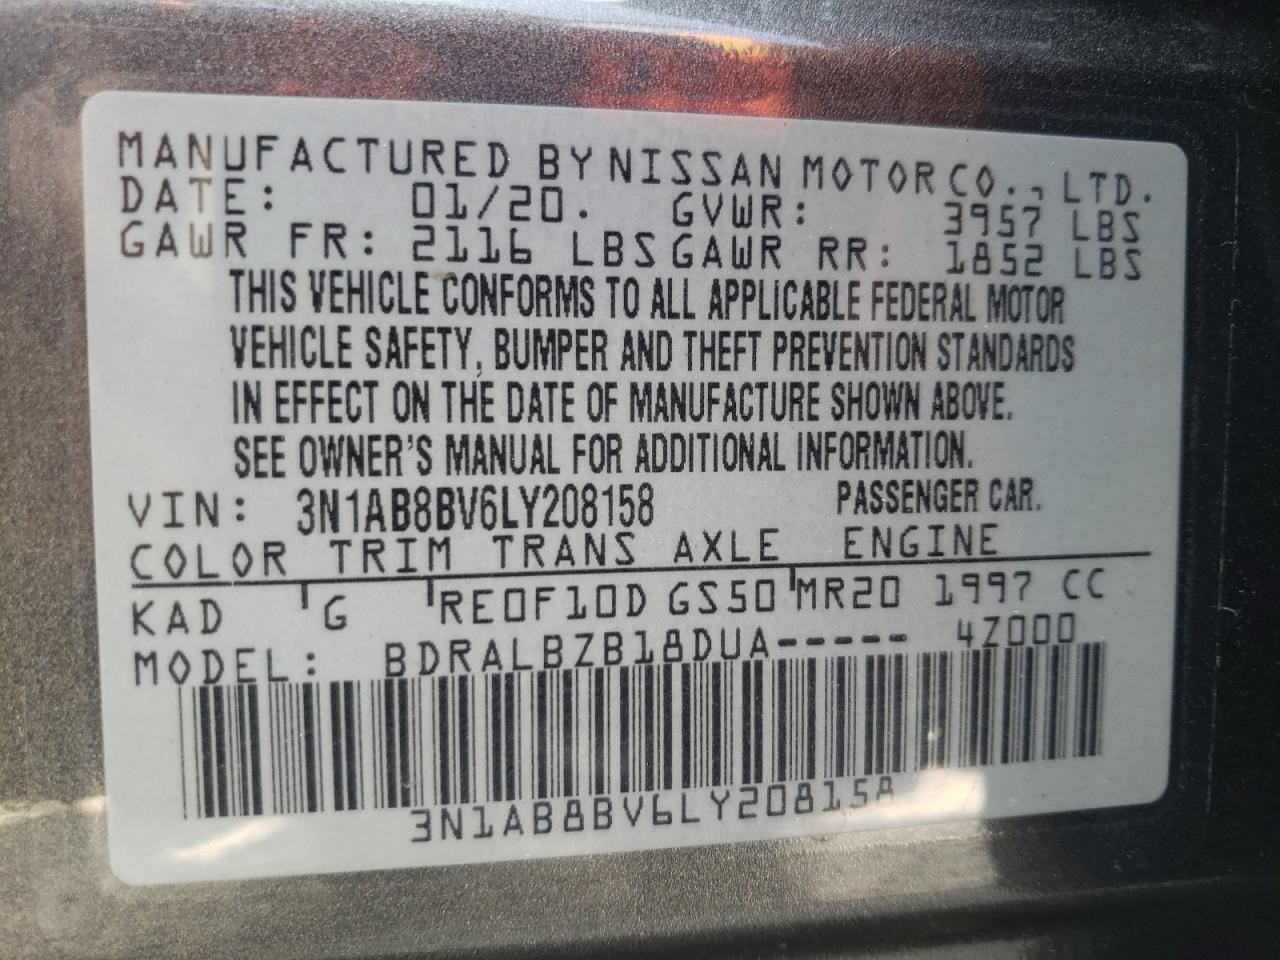 MANUFACTURED BY NISSAN MOTOR CO., LTD.
DATE: 01/20. GVWR: 3957 LBS
GAWR FR: 2116 LBS GAWR RR: 1852 LBS
THIS VEHICLE CONFORMS TO ALL APPLICABLE FEDERAL MOTOR
VEHICLE SAFETY, BUMPER AND THEFT PREVENTION STANDARDS
IN EFFECT ON THE DATE OF MANUFACTURE SHOWN ABOVE.
SEE OWNER'S MANUAL FOR ADDITIONAL INFORMATION.
VIN: 3N1AB8BV6LY208158 PASSENGER CAR.
COLOR TRIM TRANS AXLE ENGINE
KAD G RE0F10D GS50 MR20 1997 CC
MODEL: BDRALBZB18DUA----- 4Z000
3N1AB8BV6LY208158